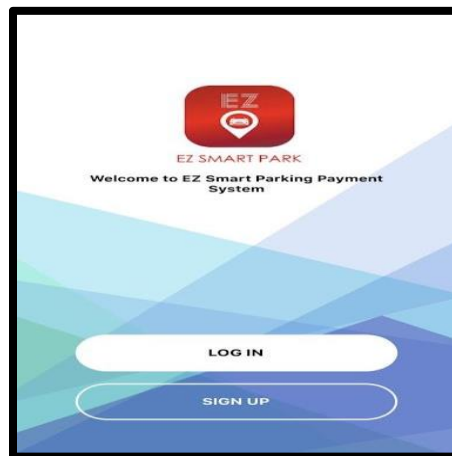 EZ
EZ SMART PARK
Welcome to EZ Smart Parking Payment
System
LOG IN
SIGN UP